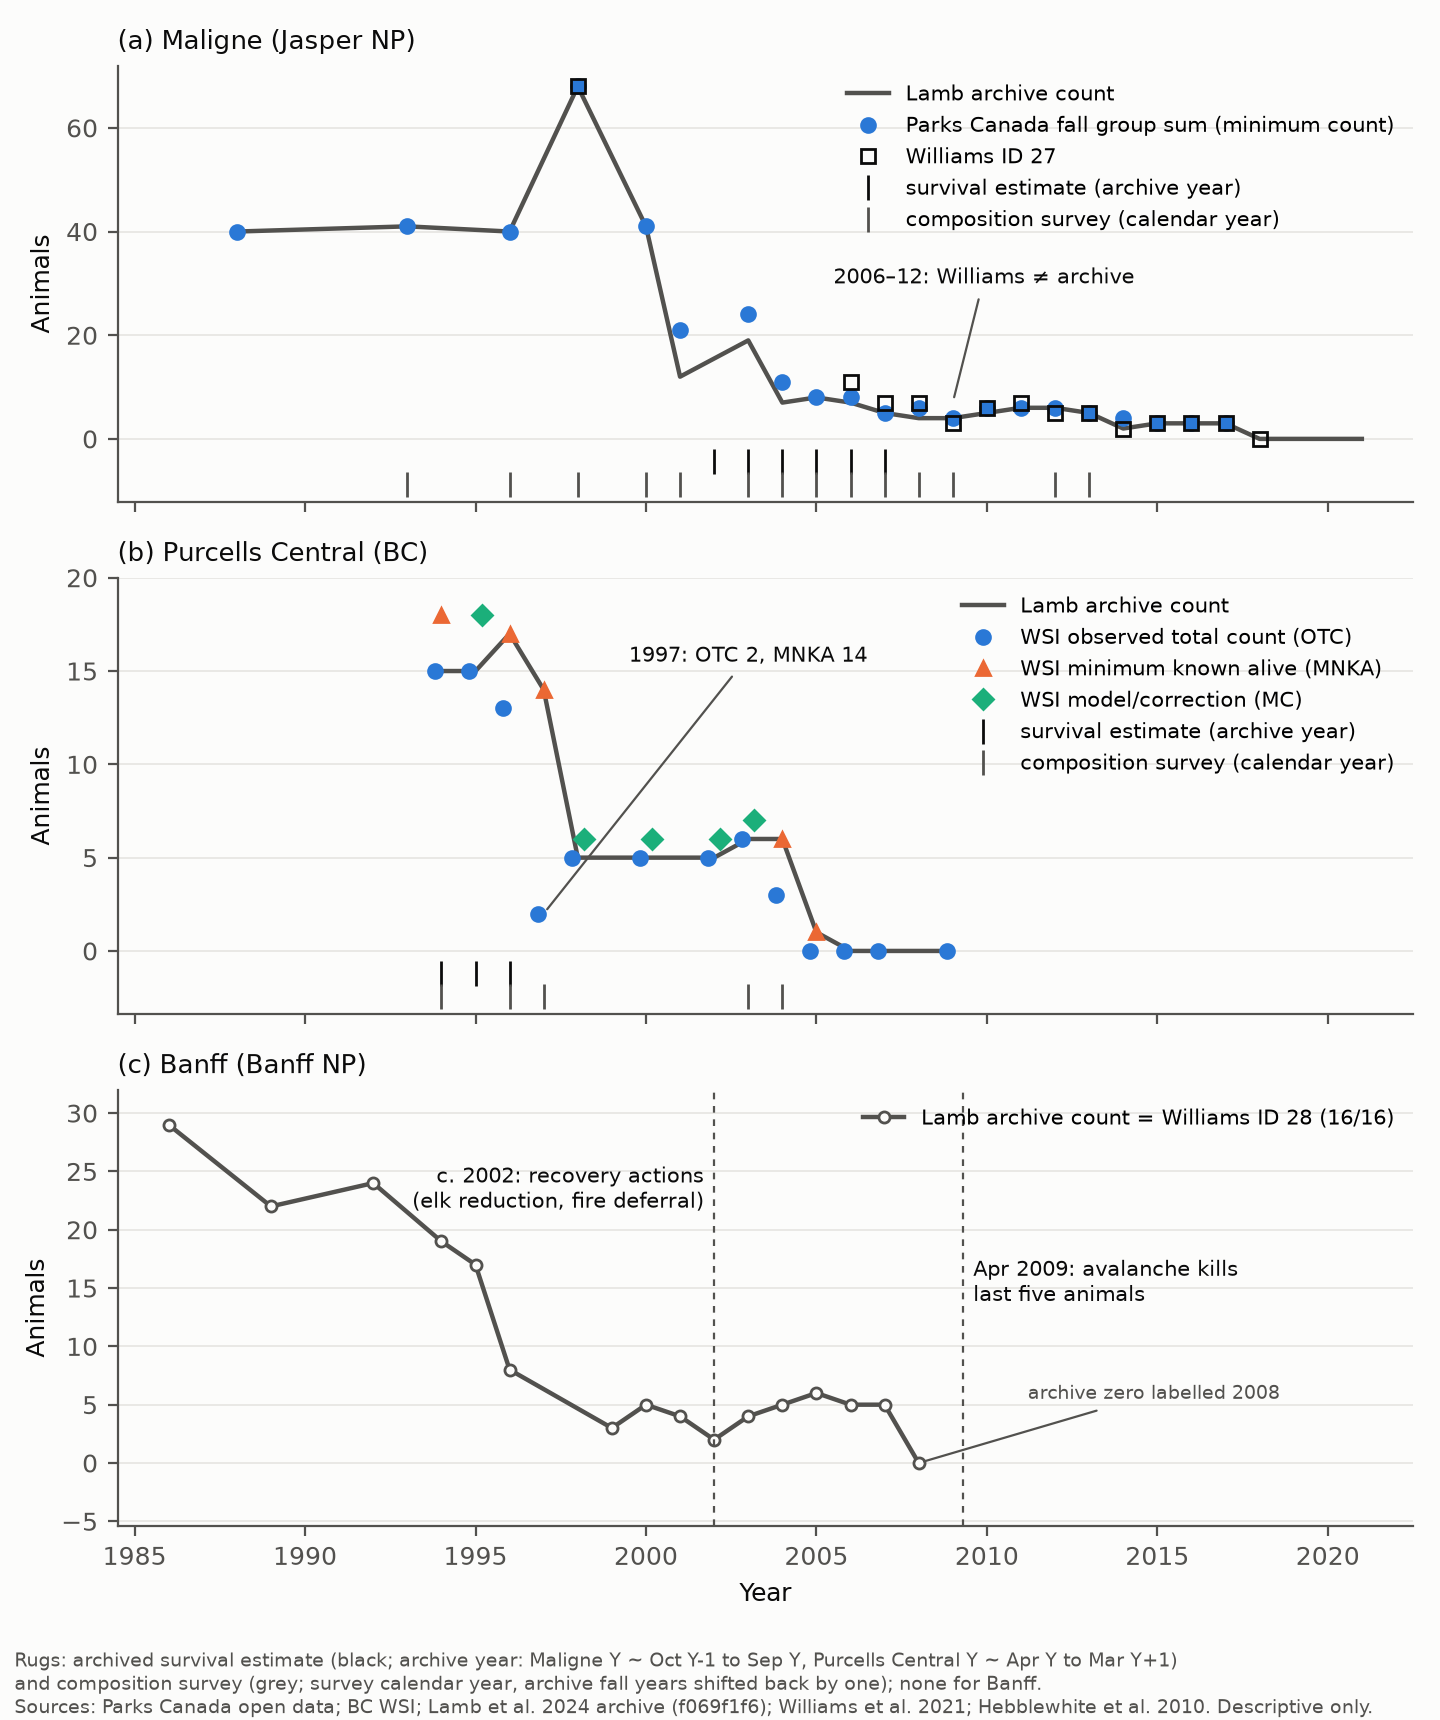 (a) Maligne (Jasper NP)
60
40
20
0
Animals
Lamb archive count
Parks Canada fall group sum (minimum count)
Williams ID 27
survival estimate (archive year)
composition survey (calendar year)
2006–12: Williams ≠ archive
(b) Purcells Central (BC)
20
15
10
5
0
Animals
Lamb archive count
WSI observed total count (OTC)
WSI minimum known alive (MNKA)
WSI model/correction (MC)
survival estimate (archive year)
composition survey (calendar year)
1997: OTC 2, MNKA 14
(c) Banff (Banff NP)
30
25
20
15
10
5
0
−5
Animals
Lamb archive count = Williams ID 28 (16/16)
c. 2002: recovery actions
(elk reduction, fire deferral)
Apr 2009: avalanche kills
last five animals
archive zero labelled 2008
1985 1990 1995 2000 2005 2010 2015 2020
Year
Rugs: archived survival estimate (black; archive year: Maligne Y ~ Oct Y-1 to Sep Y, Purcells Central Y ~ Apr Y to Mar Y+1)
and composition survey (grey; survey calendar year, archive fall years shifted back by one); none for Banff.
Sources: Parks Canada open data; BC WSI; Lamb et al. 2024 archive (f069f1f6); Williams et al. 2021; Hebblewhite et al. 2010. Descriptive only.